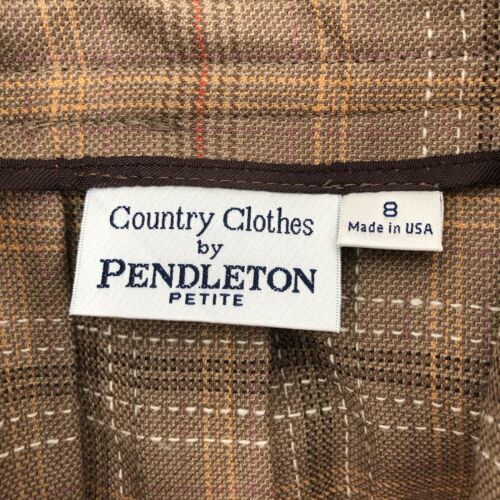 Country Clothes
by
PENDLETON
PETITE
8
Made in USA